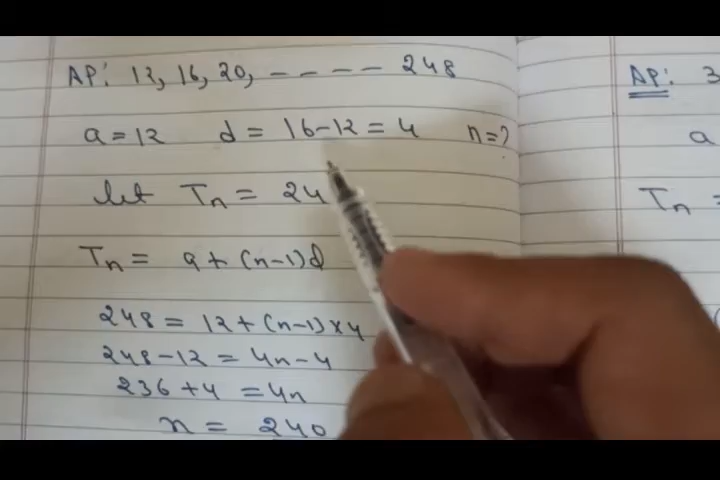 AP: 12, 16, 20, ---- 248
a = 12 d = 16-12 = 4 n=?
let Tn = 24
Tn = a + (n-1)d
248 = 12 + (n-1)×4
248-12 = 4n-4
236+4 = 4n
n = 240
AP: 3
a
Tn =